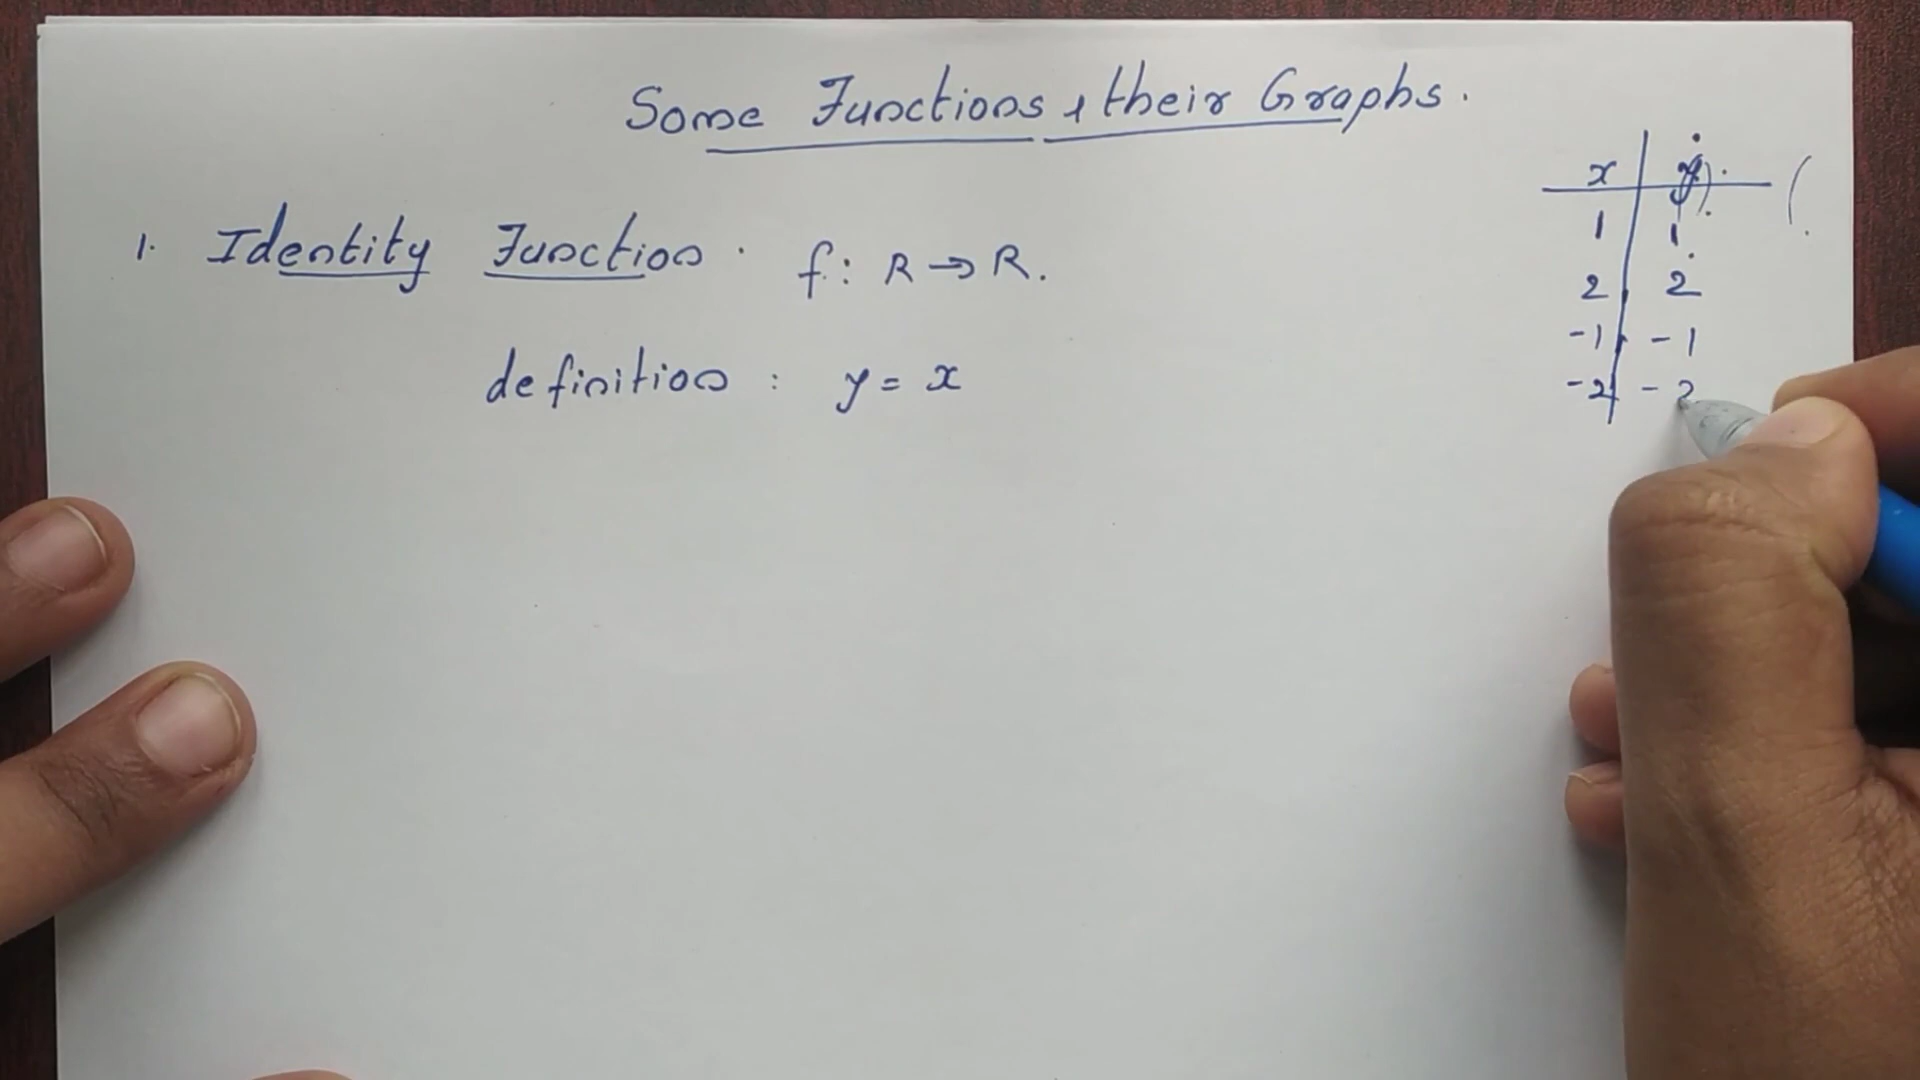 Some Functions & their Graphs.
1. Identity Function. f: R → R.
definition : y = x
x y
1 1
2 2
-1 -1
-2 -2